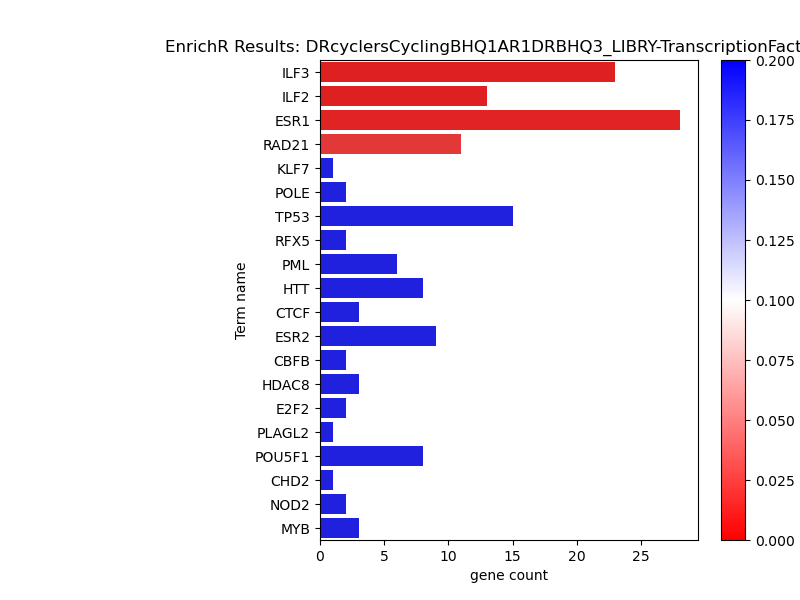 EnrichR Results: DRcyclersCyclingBHQ1AR1DRBHQ3_LIBRY-TranscriptionFact
Term name
ILF3
ILF2
ESR1
RAD21
KLF7
POLE
TP53
RFX5
PML
HTT
CTCF
ESR2
CBFB
HDAC8
E2F2
PLAGL2
POU5F1
CHD2
NOD2
MYB
0 5 10 15 20 25
gene count
0.200
0.175
0.150
0.125
0.100
0.075
0.050
0.025
0.000